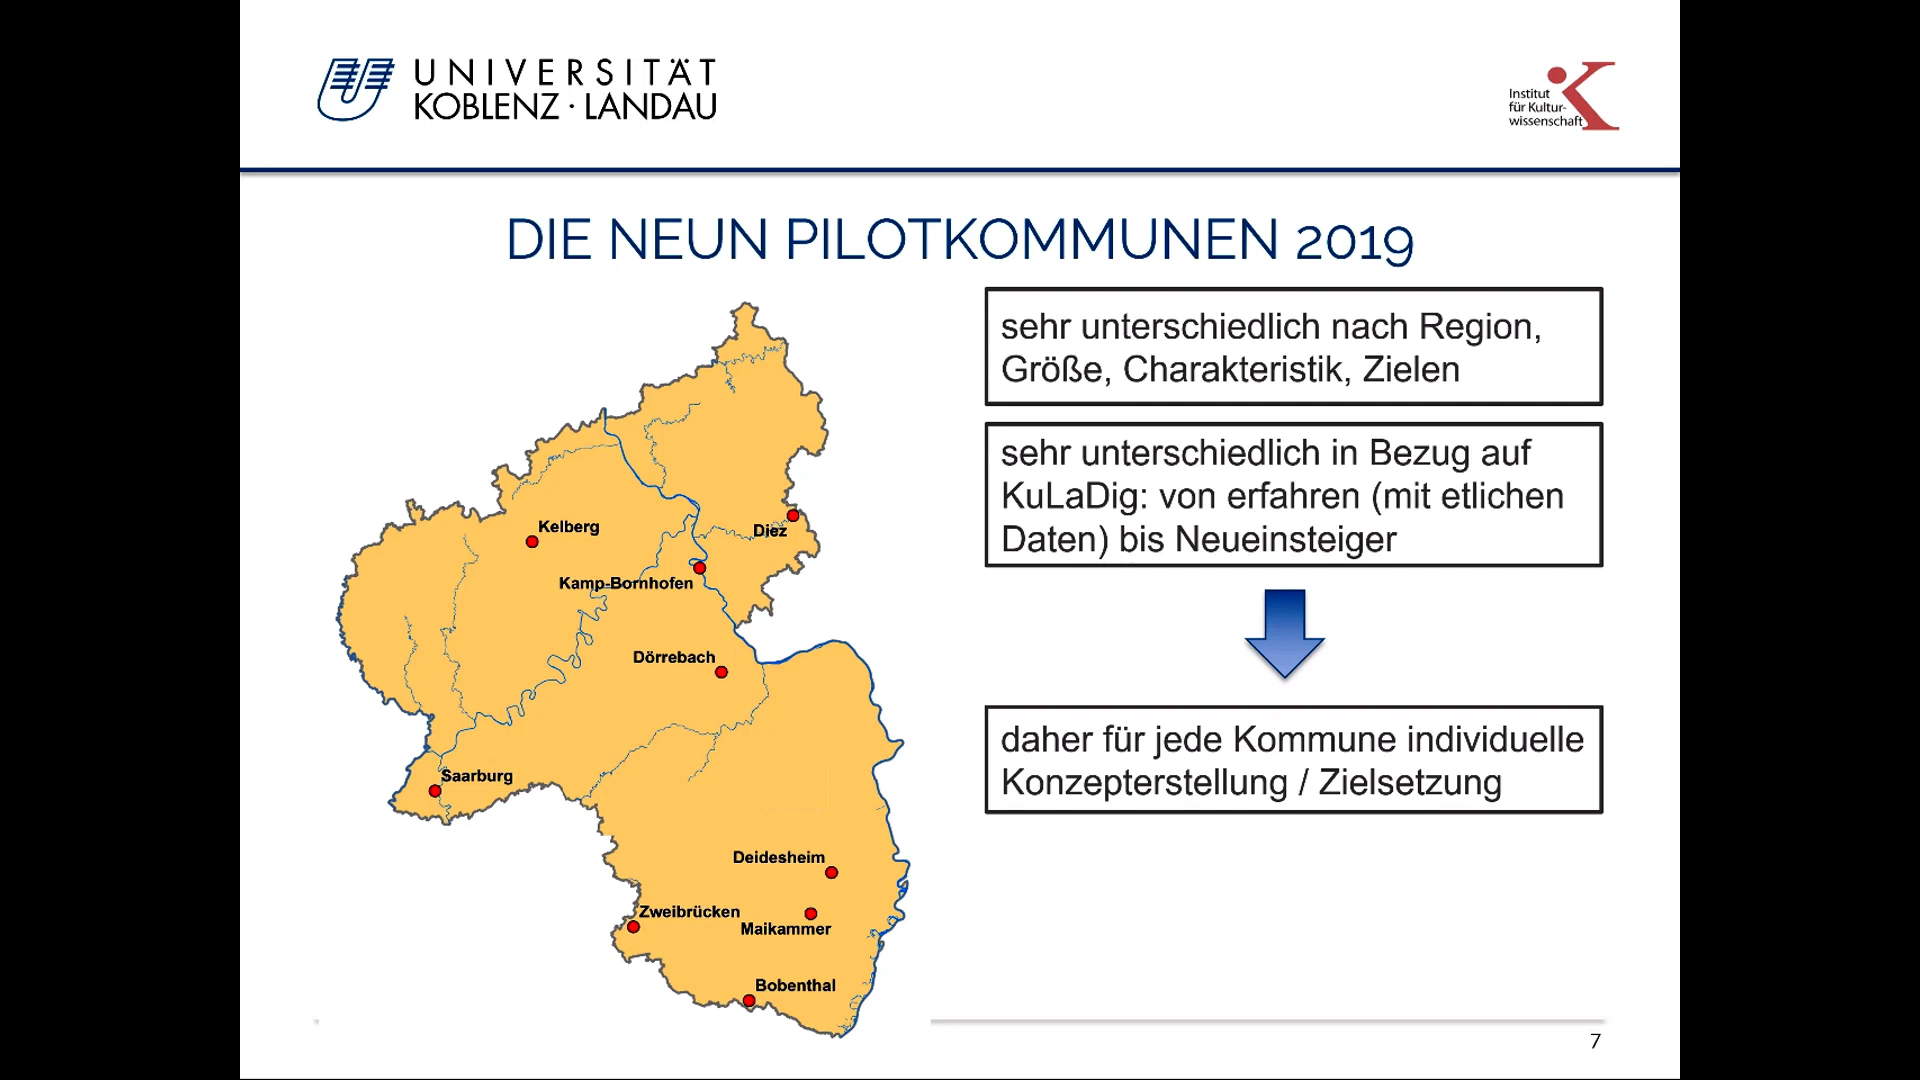 UNIVERSITÄT
KOBLENZ · LANDAU
Institut
für Kultur-
wissenschaft
DIE NEUN PILOTKOMMUNEN 2019
sehr unterschiedlich nach Region,
Größe, Charakteristik, Zielen
sehr unterschiedlich in Bezug auf
KuLaDig: von erfahren (mit etlichen
Daten) bis Neueinsteiger
daher für jede Kommune individuelle
Konzepterstellung / Zielsetzung
Kelberg
Diez
Kamp-Bornhofen
Dörrebach
Saarburg
Deidesheim
Zweibrücken
Maikammer
Bobenthal
7